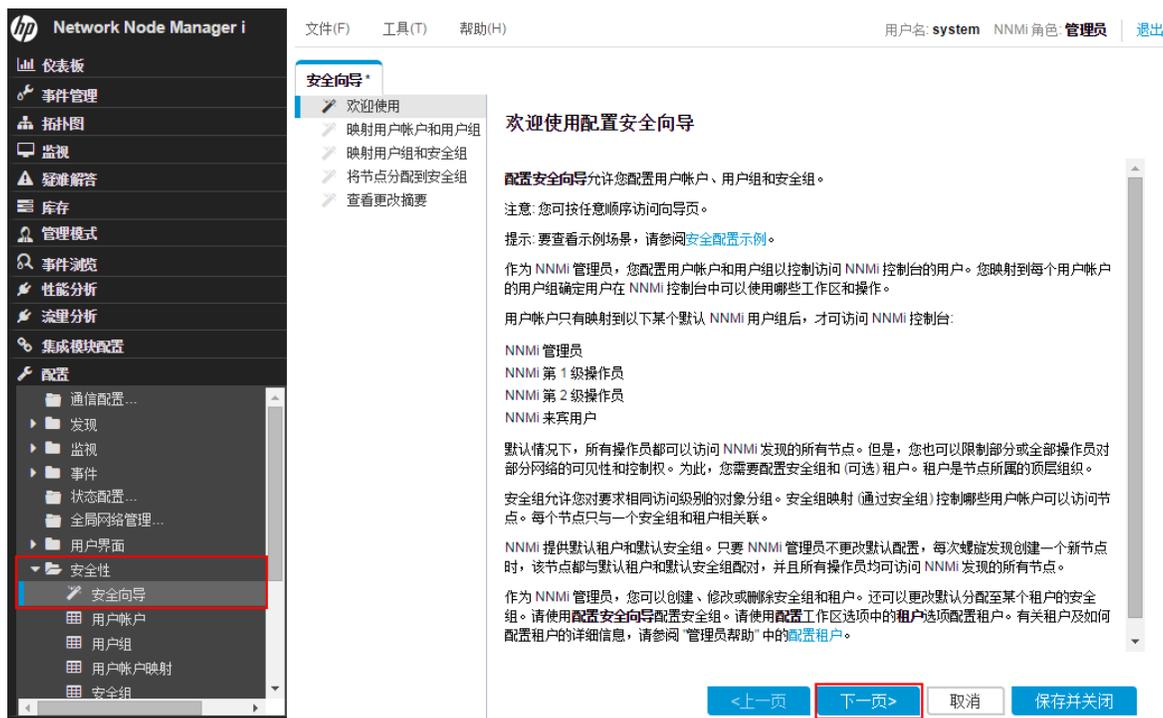 hp
Network Node Manager i
文件(F) 工具(T) 帮助(H)
用户名: system NNMi 角色: 管理员 退出
仪表板
事件管理
拓扑图
监视
疑难解答
库存
管理模式
事件浏览
性能分析
流量分析
集成模块配置
配置
通信配置...
发现
监视
事件
状态配置...
全局网络管理...
用户界面
安全性
安全向导
用户帐户
用户组
用户帐户映射
安全组
安全向导 *
欢迎使用
映射用户帐户和用户组
映射用户组和安全组
将节点分配到安全组
查看更改摘要
欢迎使用配置安全向导
配置安全向导允许您配置用户帐户、用户组和安全组。
注意: 您可按任意顺序访问向导页。
提示: 要查看示例场景，请参阅安全配置示例。
作为 NNMi 管理员，您配置用户帐户和用户组以控制访问 NNMi 控制台的用户。您映射到每个用户帐户
的用户组确定用户在 NNMi 控制台中可以使用哪些工作区和操作。
用户帐户只有映射到以下某个默认 NNMi 用户组后，才可访问 NNMi 控制台:
NNMi 管理员
NNMi 第 1 级操作员
NNMi 第 2 级操作员
NNMi 来宾用户
默认情况下，所有操作员都可以访问 NNMi 发现的所有节点。但是，您也可以限制部分或全部操作员对
部分网络的可见性和控制权。为此，您需要配置安全组和 (可选) 租户。租户是节点所属的顶层组织。
安全组允许您对要求相同访问级别的对象分组。安全组映射 (通过安全组) 控制哪些用户帐户可以访问节
点。每个节点只与一个安全组和租户相关联。
NNMi 提供默认租户和默认安全组。只要 NNMi 管理员不更改默认配置，每次螺旋发现创建一个新节点
时，该节点都与默认租户和默认安全组配对，并且所有操作员均可访问 NNMi 发现的所有节点。
作为 NNMi 管理员，您可以创建、修改或删除安全组和租户。还可以更改默认分配至某个租户的安全
组。请使用配置安全向导配置安全组。请使用配置工作区选项中的租户选项配置租户。有关租户及如何
配置租户的详细信息，请参阅 "管理员帮助" 中的配置租户。
<上一页 下一页> 取消 保存并关闭